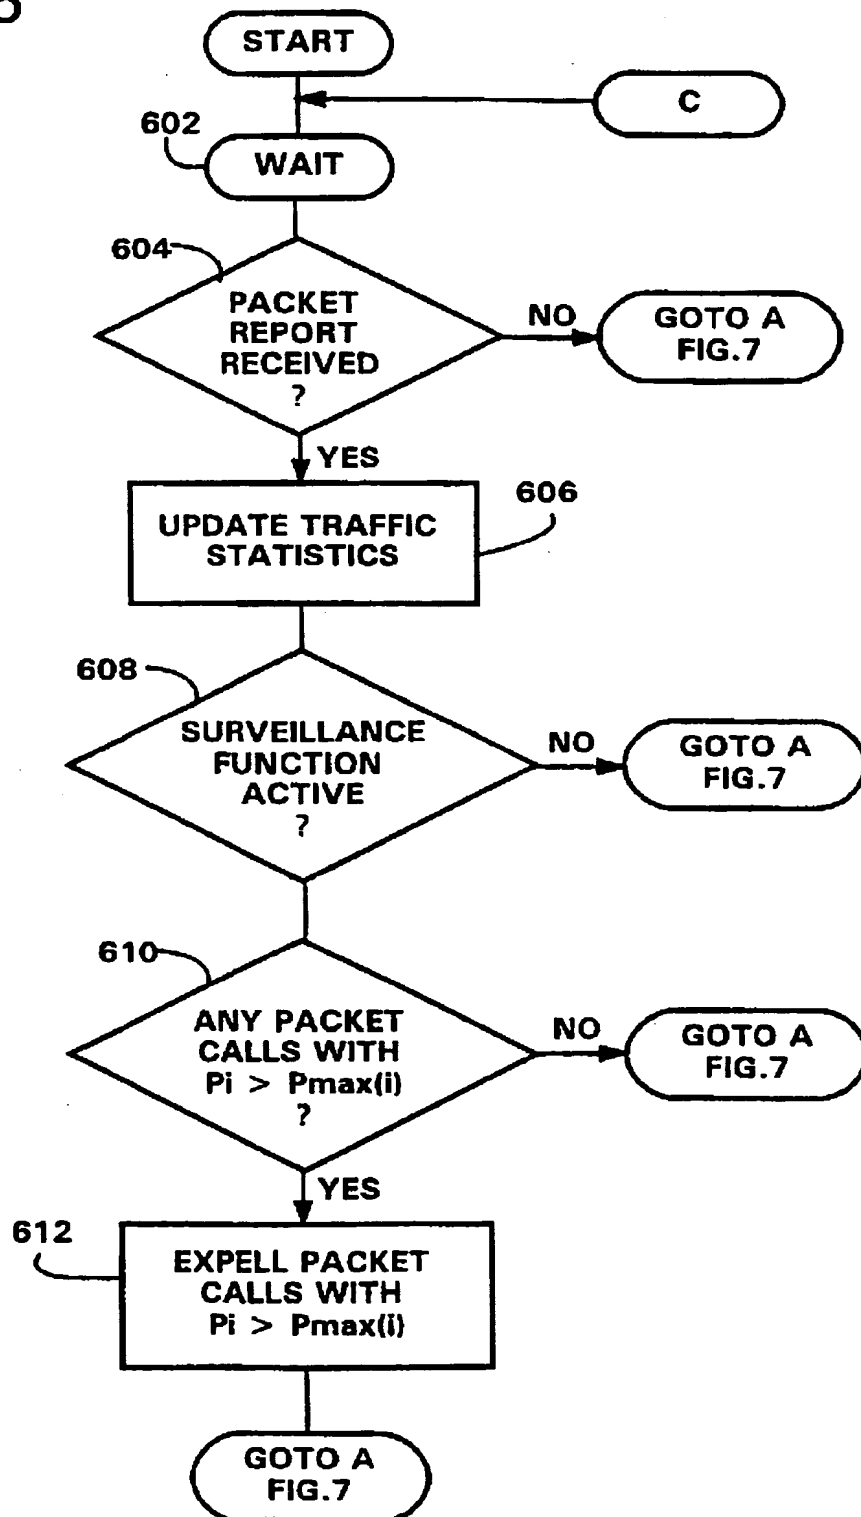 START
C
602
WAIT
604
PACKET
REPORT
RECEIVED
?
NO
GOTO A
FIG.7
YES
606
UPDATE TRAFFIC
STATISTICS
608
SURVEILLANCE
FUNCTION
ACTIVE
?
NO
GOTO A
FIG.7
610
ANY PACKET
CALLS WITH
Pi > Pmax(i)
?
NO
GOTO A
FIG.7
YES
612
EXPELL PACKET
CALLS WITH
Pi > Pmax(i)
GOTO A
FIG.7